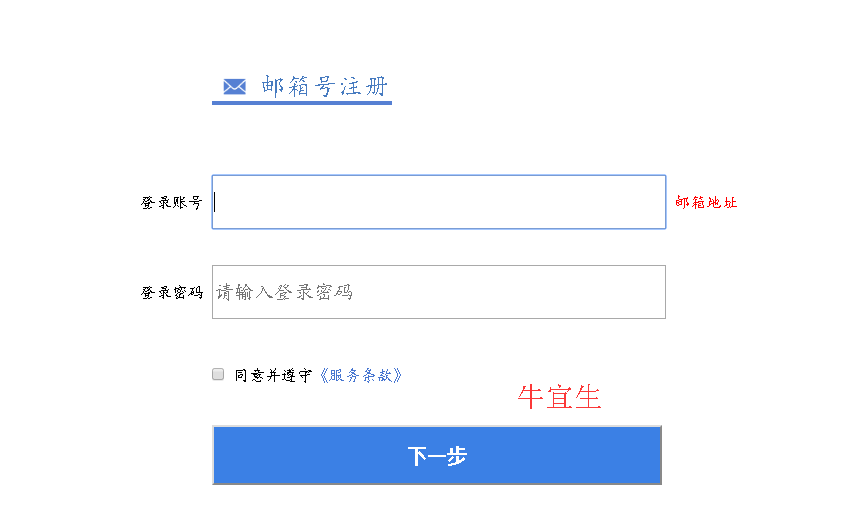 邮箱号注册
登录账号 邮箱地址
登录密码 请输入登录密码
同意并遵守《服务条款》
牛宜生
下一步